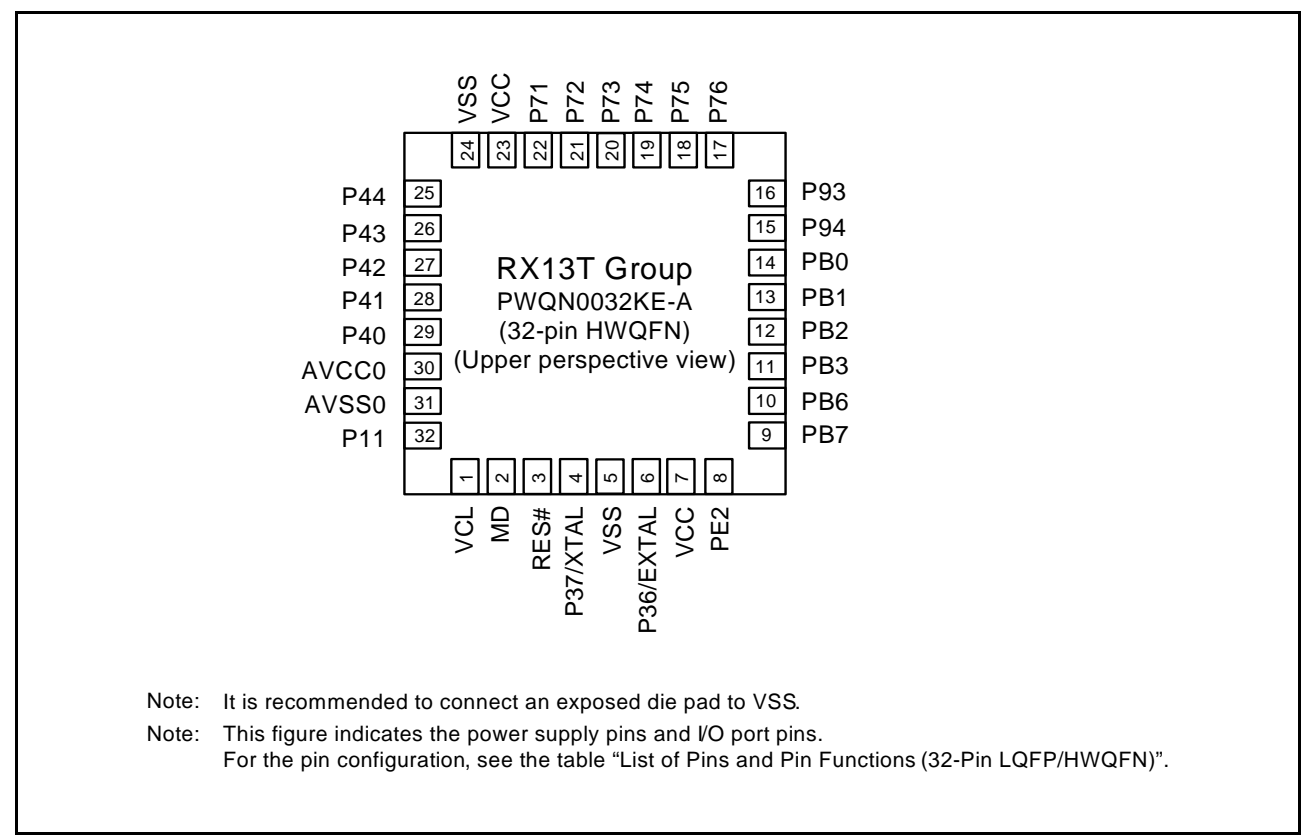 VSS VCC P71 P72 P73 P74 P75 P76
24 23 22 21 20 19 18 17
P44 25 16 P93
P43 26 15 P94
P42 27 14 PB0
P41 28 13 PB1
P40 29 12 PB2
AVCC0 30 11 PB3
AVSS0 31 10 PB6
P11 32 9 PB7
RX13T Group
PWQN0032KE-A
(32-pin HWQFN)
(Upper perspective view)
1 2 3 4 5 6 7 8
VCL MD RES# P37/XTAL VSS P36/EXTAL VCC PE2
Note: It is recommended to connect an exposed die pad to VSS.
Note: This figure indicates the power supply pins and I/O port pins.
For the pin configuration, see the table “List of Pins and Pin Functions (32-Pin LQFP/HWQFN)”.